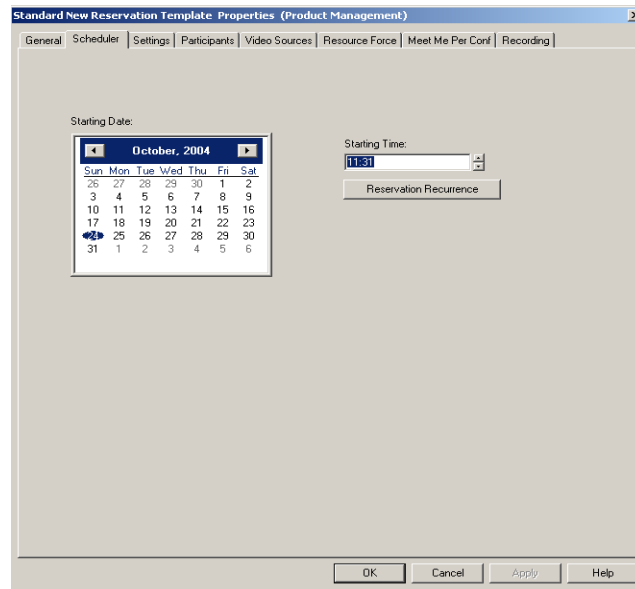 Standard New Reservation Template Properties (Product Management)
General Scheduler Settings Participants Video Sources Resource Force Meet Me Per Conf Recording
Starting Date:
October, 2004
Sun Mon Tue Wed Thu Fri Sat
26 27 28 29 30 1 2
3 4 5 6 7 8 9
10 11 12 13 14 15 16
17 18 19 20 21 22 23
24 25 26 27 28 29 30
31 1 2 3 4 5 6
Starting Time:
11:31
Reservation Recurrence
OK Cancel Apply Help